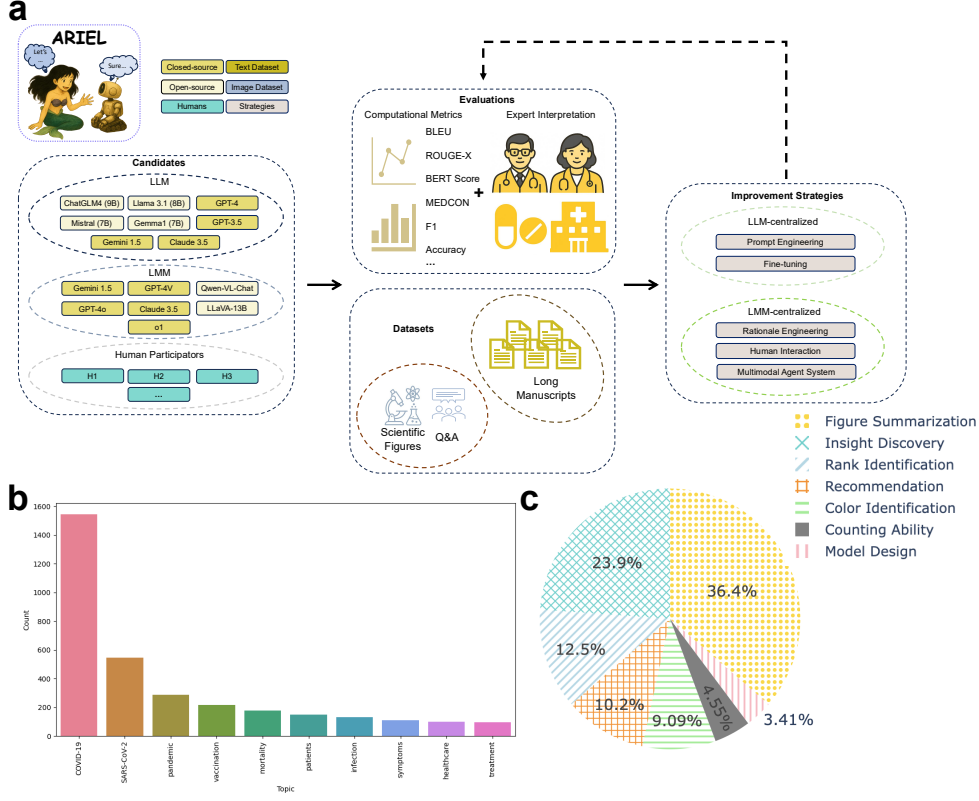 a
ARIEL
Let's
...
Sure...
Closed-source
Text Dataset
Open-source
Image Dataset
Humans
Strategies
Candidates
LLM
ChatGLM4 (9B)
Llama 3.1 (8B)
GPT-4
Mistral (7B)
Gemma1 (7B)
GPT-3.5
Gemini 1.5
Claude 3.5
LMM
Gemini 1.5
GPT-4V
Qwen-VL-Chat
GPT-4o
Claude 3.5
LLaVA-13B
o1
Human Participators
H1
H2
H3
...
Evaluations
Computational Metrics
Expert Interpretation
BLEU
ROUGE-X
BERT Score
+
MEDCON
F1
Accuracy
...
Datasets
Scientific
Figures
Q&A
Long
Manuscripts
Improvement Strategies
LLM-centralized
Prompt Engineering
Fine-tuning
LMM-centralized
Rationale Engineering
Human Interaction
Multimodal Agent System
b
Count
1600
1400
1200
1000
800
600
400
200
0
COVID-19
SARS-CoV-2
pandemic
vaccination
mortality
patients
infection
symptoms
healthcare
treatment
Topic
c
Figure Summarization
Insight Discovery
Rank Identification
Recommendation
Color Identification
Counting Ability
Model Design
23.9%
36.4%
12.5%
10.2%
9.09%
4.55%
3.41%